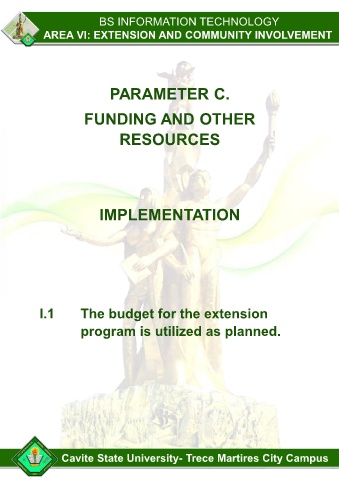 BS INFORMATION TECHNOLOGY
AREA VI: EXTENSION AND COMMUNITY INVOLVEMENT
PARAMETER C.
FUNDING AND OTHER
RESOURCES
IMPLEMENTATION
I.1 The budget for the extension
program is utilized as planned.
Cavite State University- Trece Martires City Campus